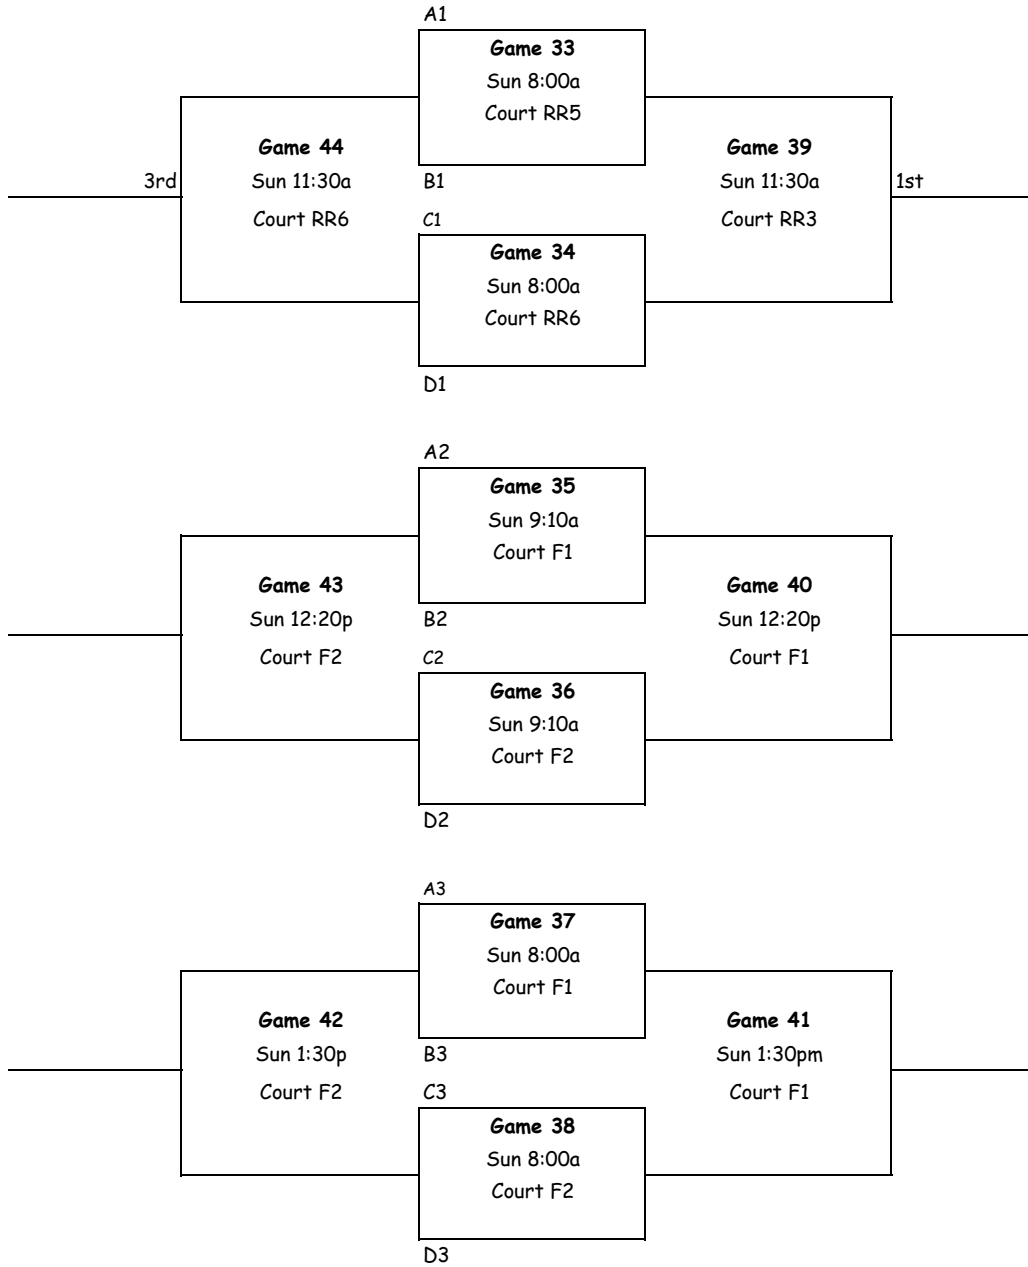 A1
Game 33
Sun 8:00a
Court RR5
Game 44
Game 39
3rd
Sun 11:30a
B1
Sun 11:30a
1st
Court RR6
C1
Court RR3
Game 34
Sun 8:00a
Court RR6
D1
A2
Game 35
Sun 9:10a
Court F1
Game 43
Game 40
Sun 12:20p
B2
Sun 12:20p
Court F2
C2
Court F1
Game 36
Sun 9:10a
Court F2
D2
A3
Game 37
Sun 8:00a
Court F1
Game 42
Game 41
Sun 1:30p
B3
Sun 1:30pm
Court F2
C3
Court F1
Game 38
Sun 8:00a
Court F2
D3